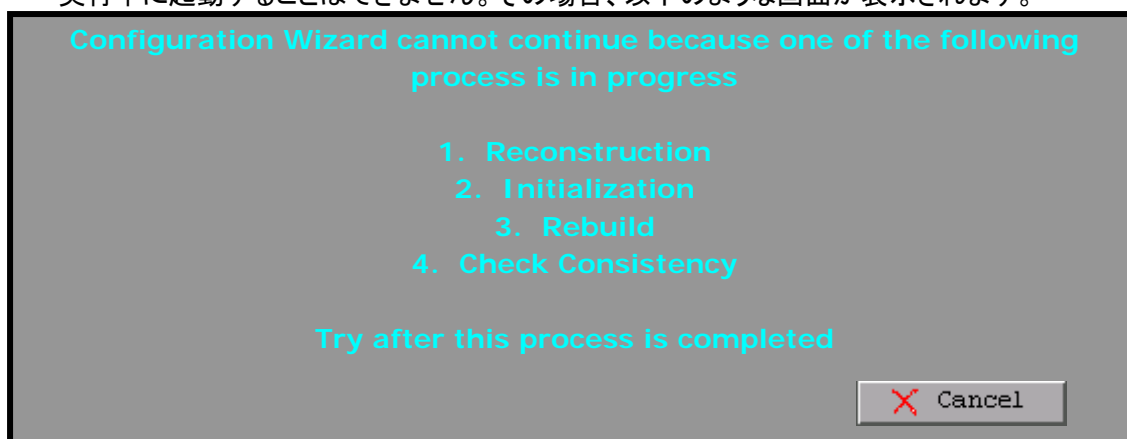 実行中に起動することはできません。その場合、以下のような画面が表示されます。
Configuration Wizard cannot continue because one of the following
process is in progress
1. Reconstruction
2. Initialization
3. Rebuild
4. Check Consistency
Try after this process is completed
Cancel